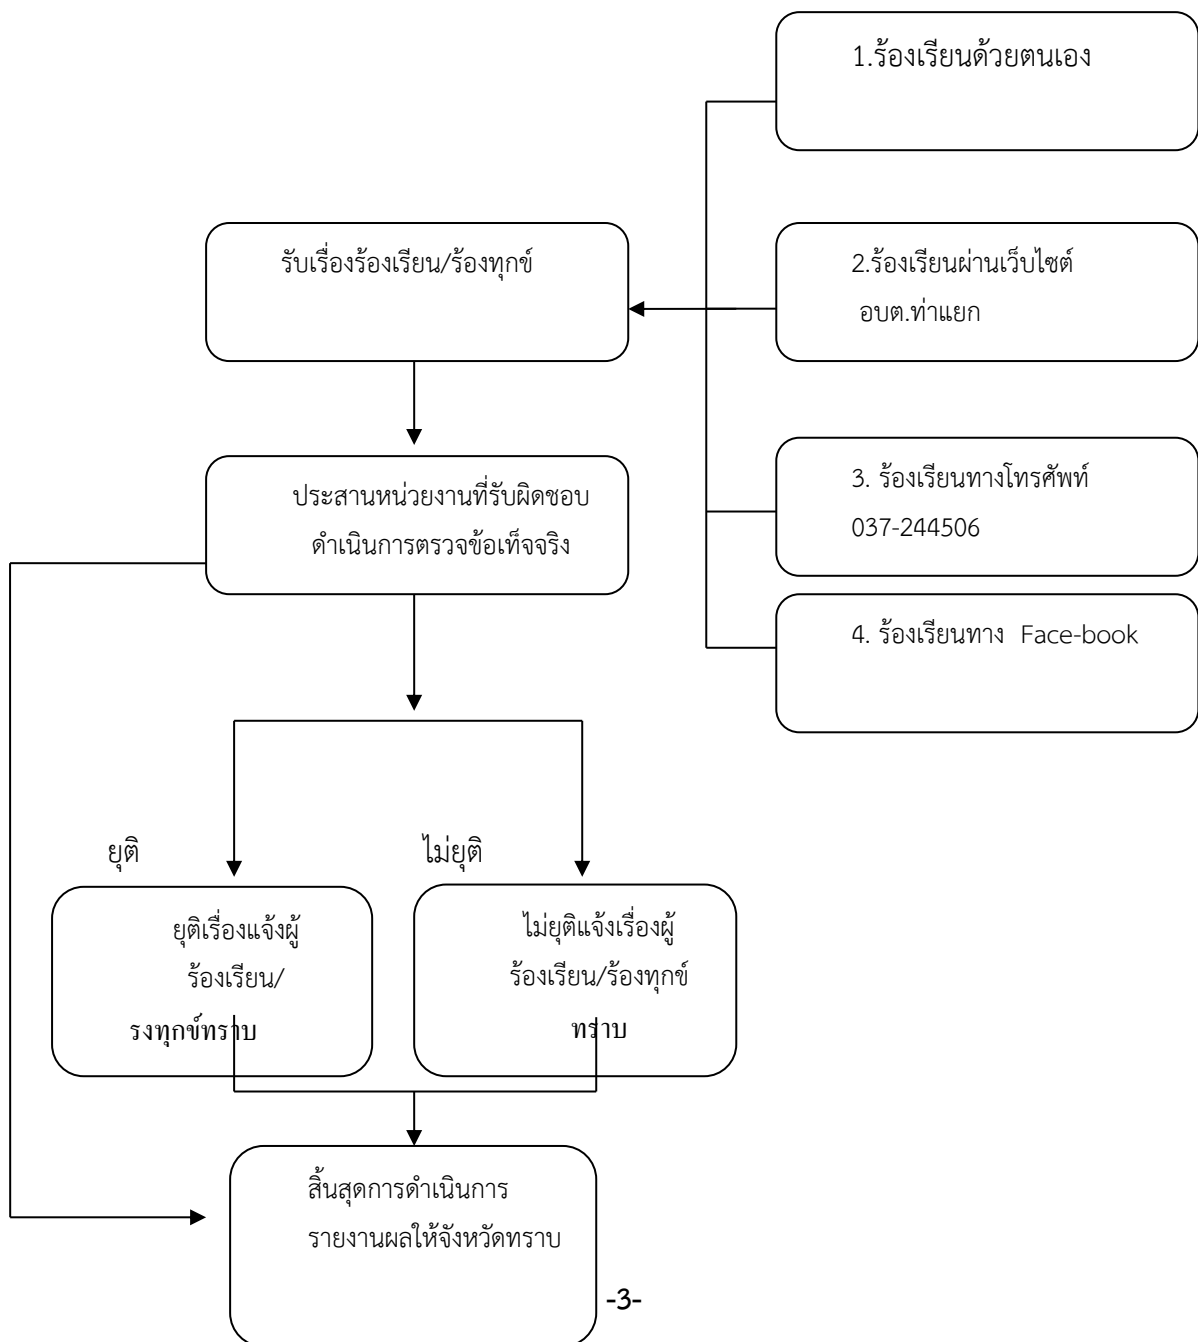 1.ร้องเรียนด้วยตนเอง
รับเรื่องร้องเรียน/ร้องทุกข์
2.ร้องเรียนผ่านเว็บไซต์
อบต.ท่าแยก
3. ร้องเรียนทางโทรศัพท์
037-244506
4. ร้องเรียนทาง Face-book
ประสานหน่วยงานที่รับผิดชอบ
ดำเนินการตรวจข้อเท็จจริง
ยุติ
ไม่ยุติ
ยุติเรื่องแจ้งผู้
ร้องเรียน/
รงทุกข์ทราบ
ไม่ยุติแจ้งเรื่องผู้
ร้องเรียน/ร้องทุกข์
ทราบ
สิ้นสุดการดำเนินการ
รายงานผลให้จังหวัดทราบ
-3-